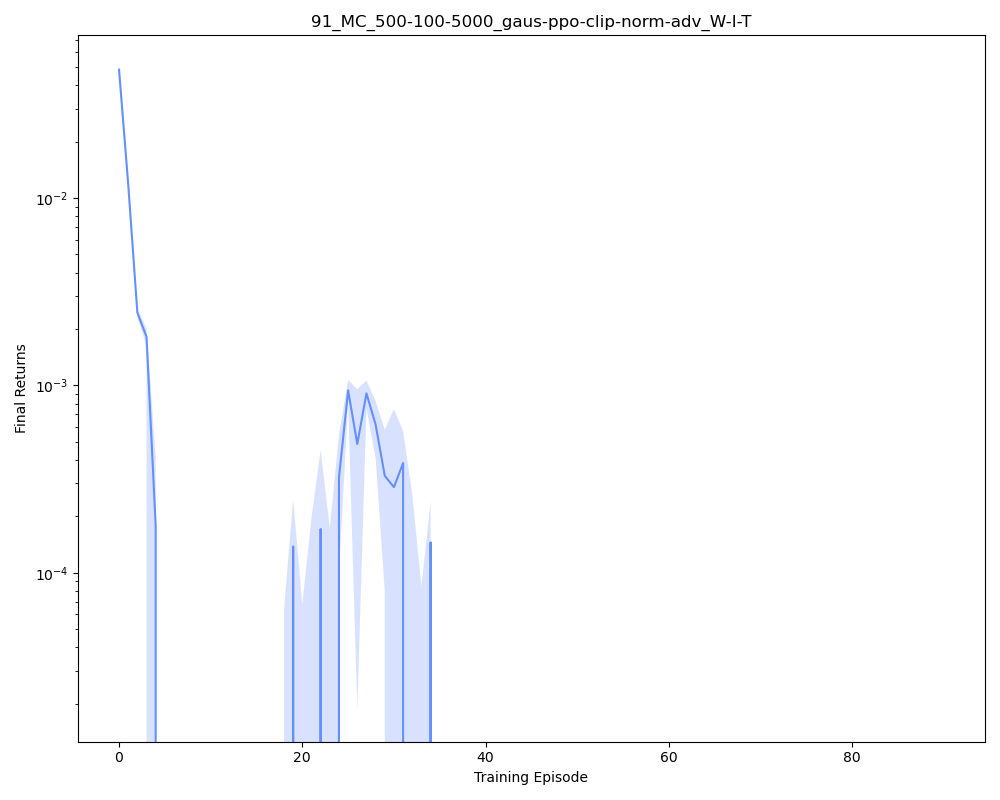 91_MC_500-100-5000_gaus-ppo-clip-norm-adv_W-I-T
Final Returns
10⁻²
10⁻³
10⁻⁴
0 20 40 60 80
Training Episode